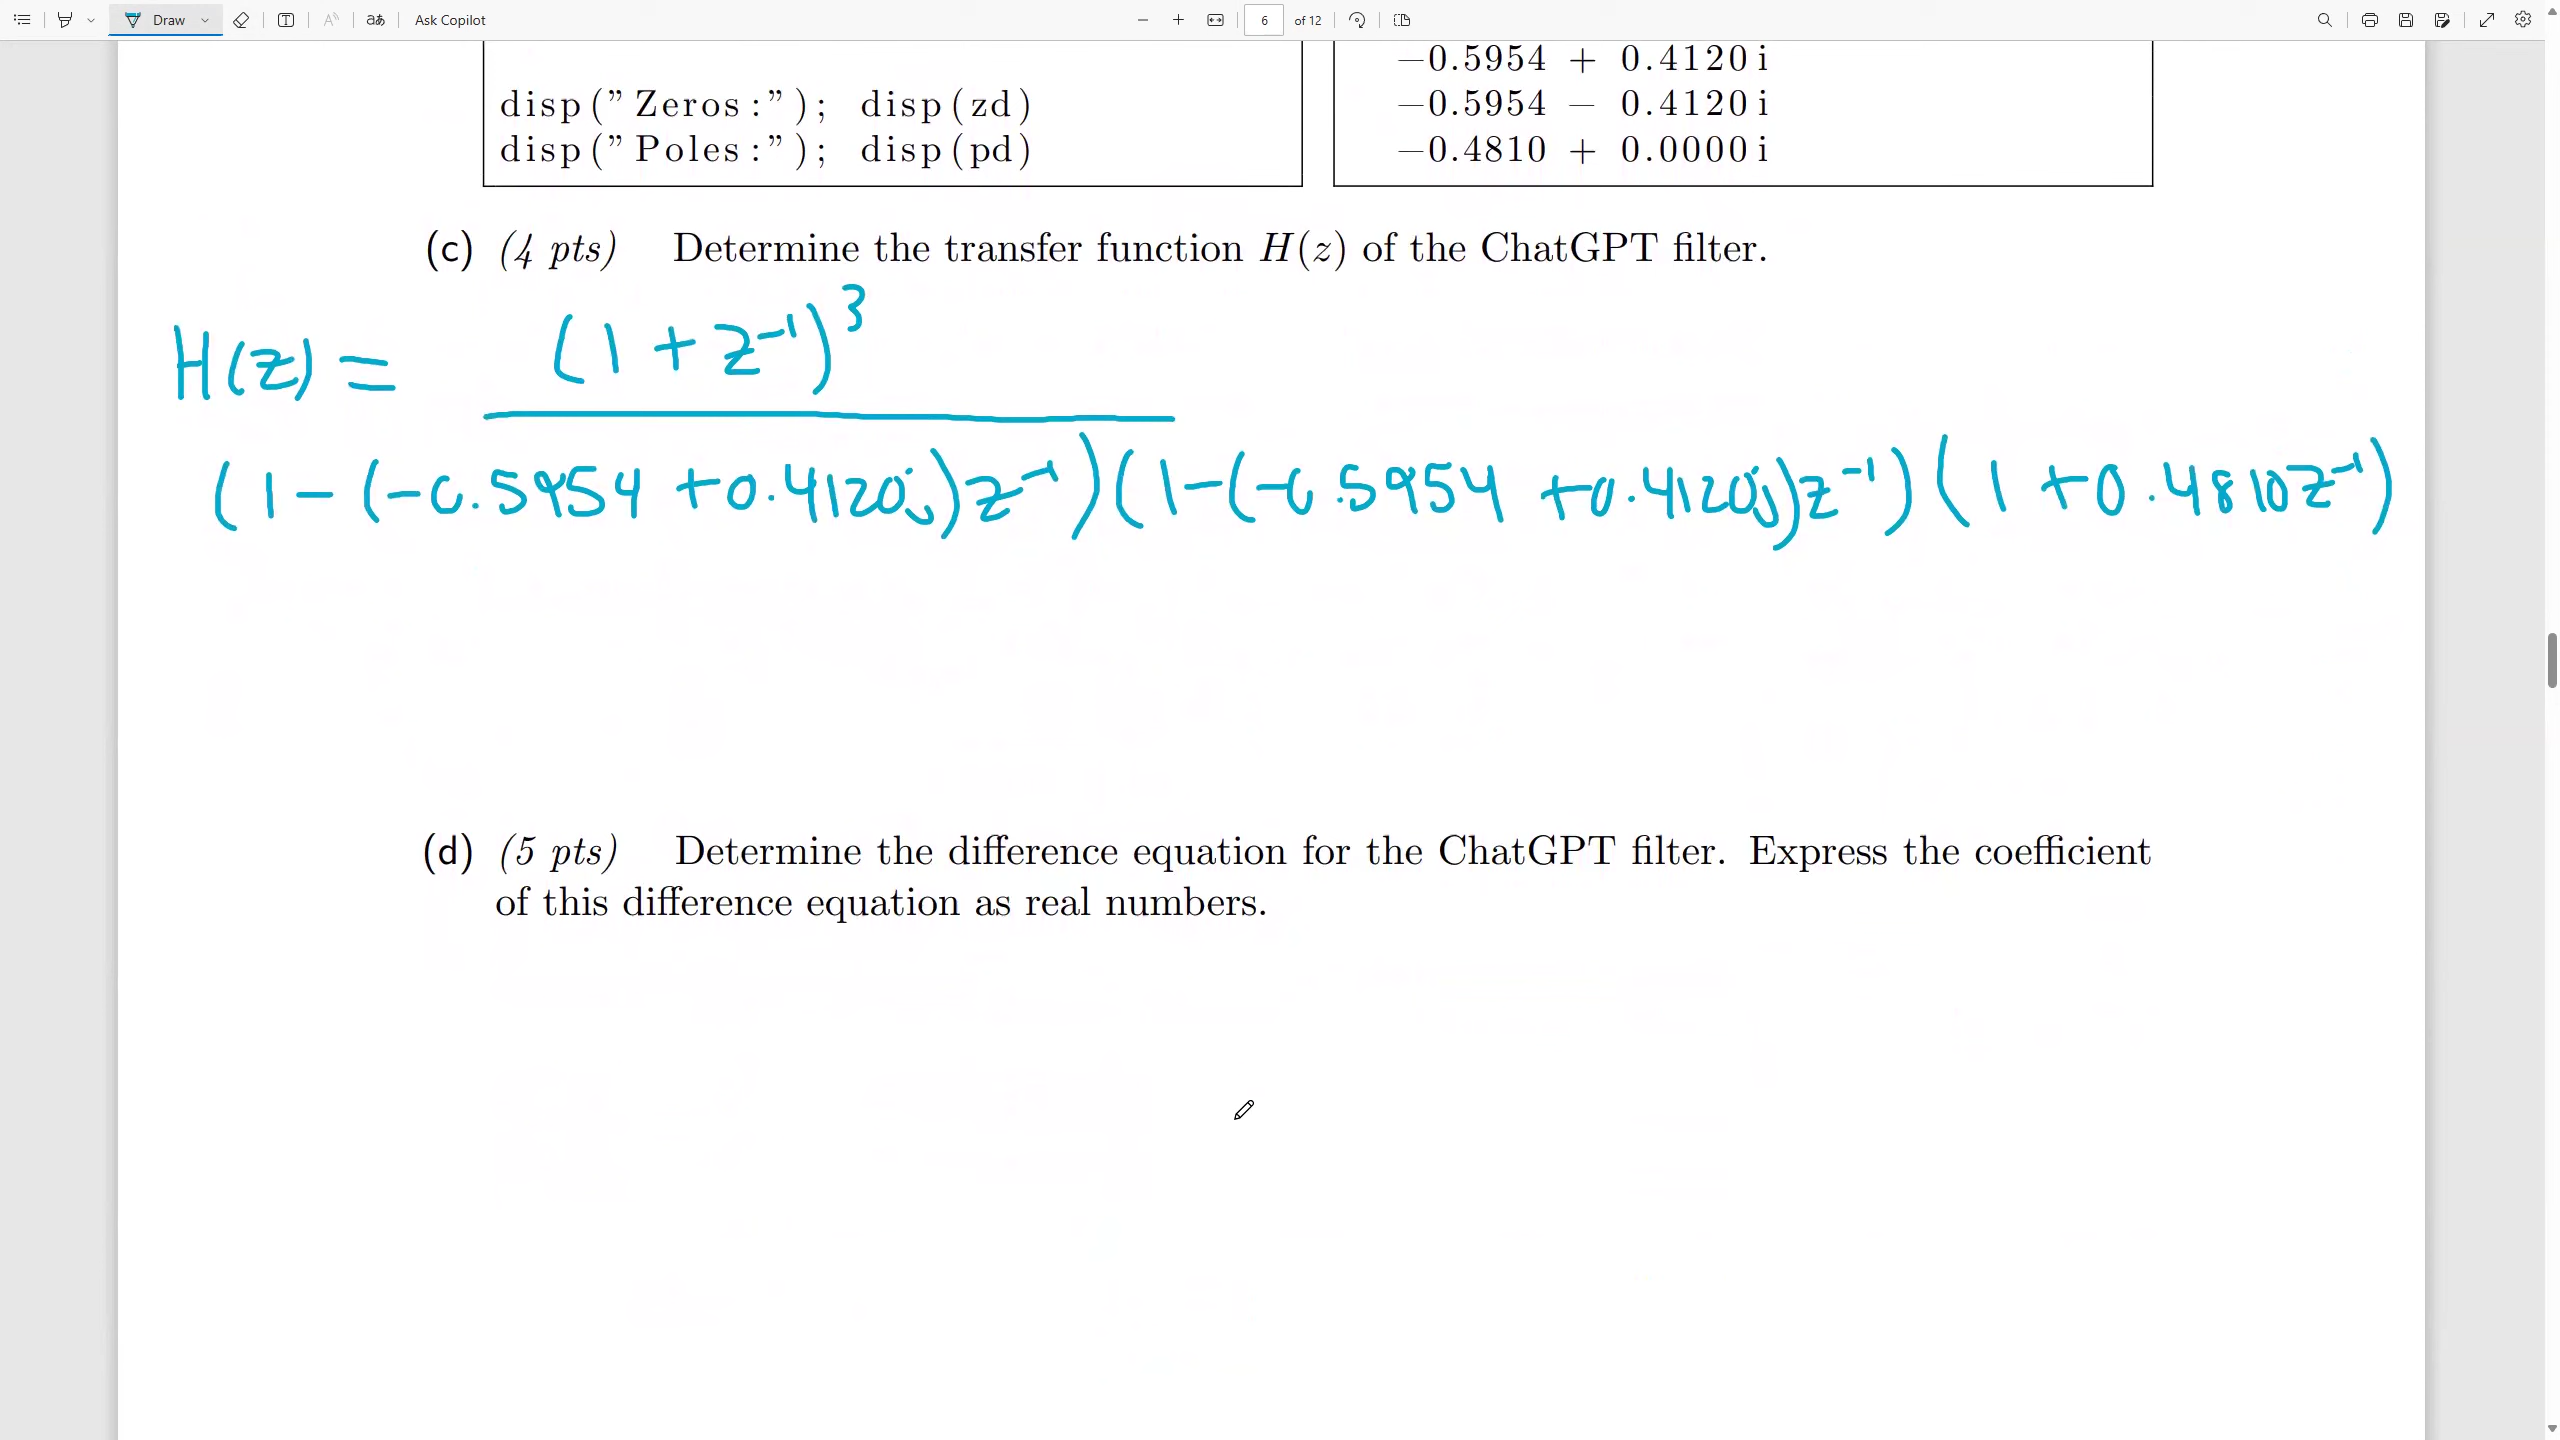 Draw
Ask Copilot
6 of 12
−0.5954 + 0.4120i
disp("Zeros:"); disp(zd)
−0.5954 − 0.4120i
disp("Poles:"); disp(pd)
−0.4810 + 0.0000i
(c) (4 pts) Determine the transfer function H(z) of the ChatGPT filter.
H(z) = (1 + z⁻¹)³
(1 − (−0.5954 + 0.4120j)z⁻¹)(1 − (−0.5954 + 0.4120j)z⁻¹)(1 + 0.4810z⁻¹)
(d) (5 pts) Determine the difference equation for the ChatGPT filter. Express the coefficient
of this difference equation as real numbers.